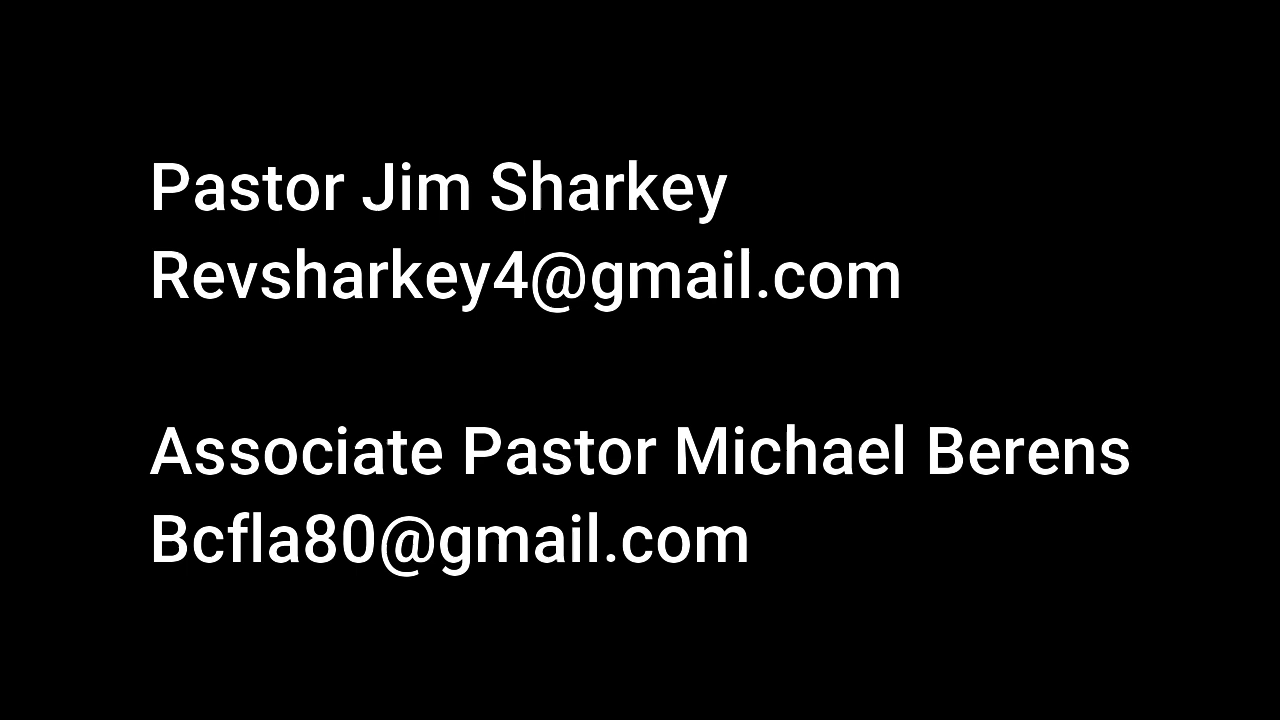 Pastor Jim Sharkey
Revsharkey4@gmail.com
Associate Pastor Michael Berens
Bcfla80@gmail.com